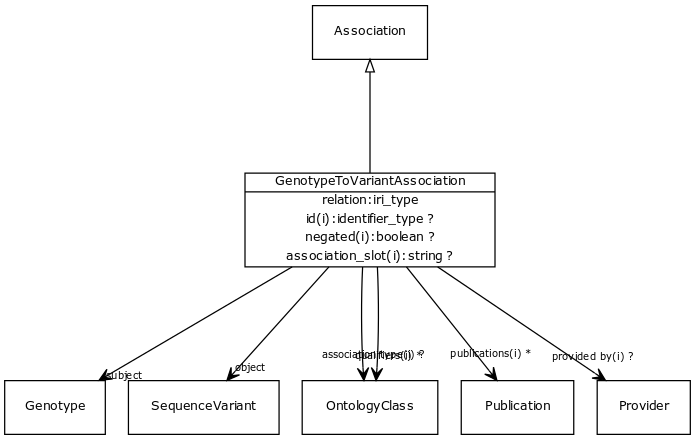 Association
GenotypeToVariantAssociation
relation:iri_type
id(i):identifier_type ?
negated(i):boolean ?
association_slot(i):string ?
subject
object
association type(i) ?
qualifiers(i) *
publications(i) *
provided by(i) ?
Genotype
SequenceVariant
OntologyClass
Publication
Provider